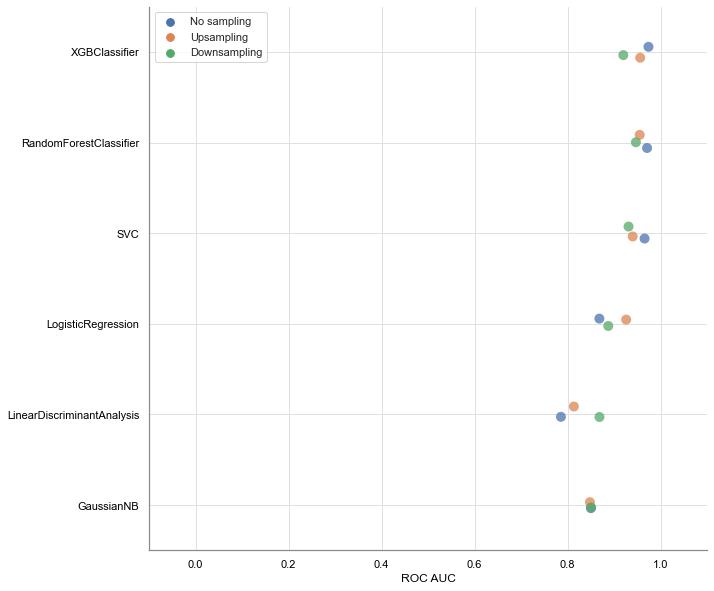 No sampling
Upsampling
Downsampling
XGBClassifier
RandomForestClassifier
SVC
LogisticRegression
LinearDiscriminantAnalysis
GaussianNB
0.0 0.2 0.4 0.6 0.8 1.0
ROC AUC